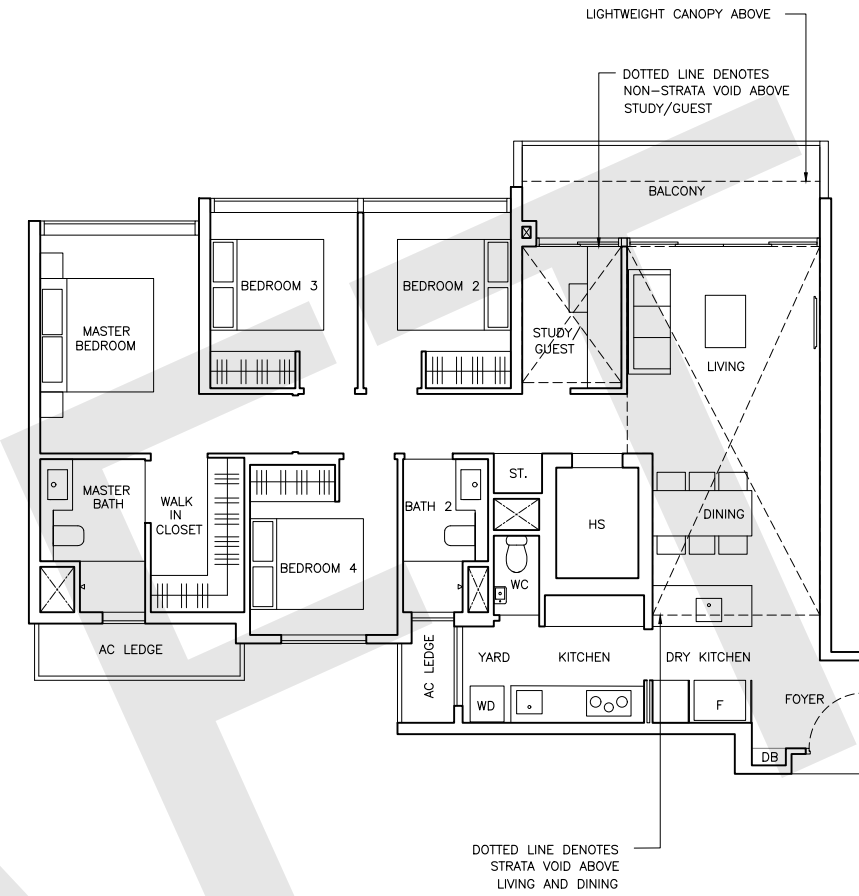 LIGHTWEIGHT CANOPY ABOVE
DOTTED LINE DENOTES
NON-STRATA VOID ABOVE
STUDY/GUEST
BALCONY
BEDROOM 3
BEDROOM 2
MASTER
BEDROOM
STUDY/
GUEST
LIVING
MASTER
BATH
WALK
IN
CLOSET
BATH 2
ST.
HS
DINING
BEDROOM 4
WC
AC LEDGE
AC LEDGE
YARD
KITCHEN
DRY KITCHEN
WD
F
FOYER
DB
DOTTED LINE DENOTES
STRATA VOID ABOVE
LIVING AND DINING